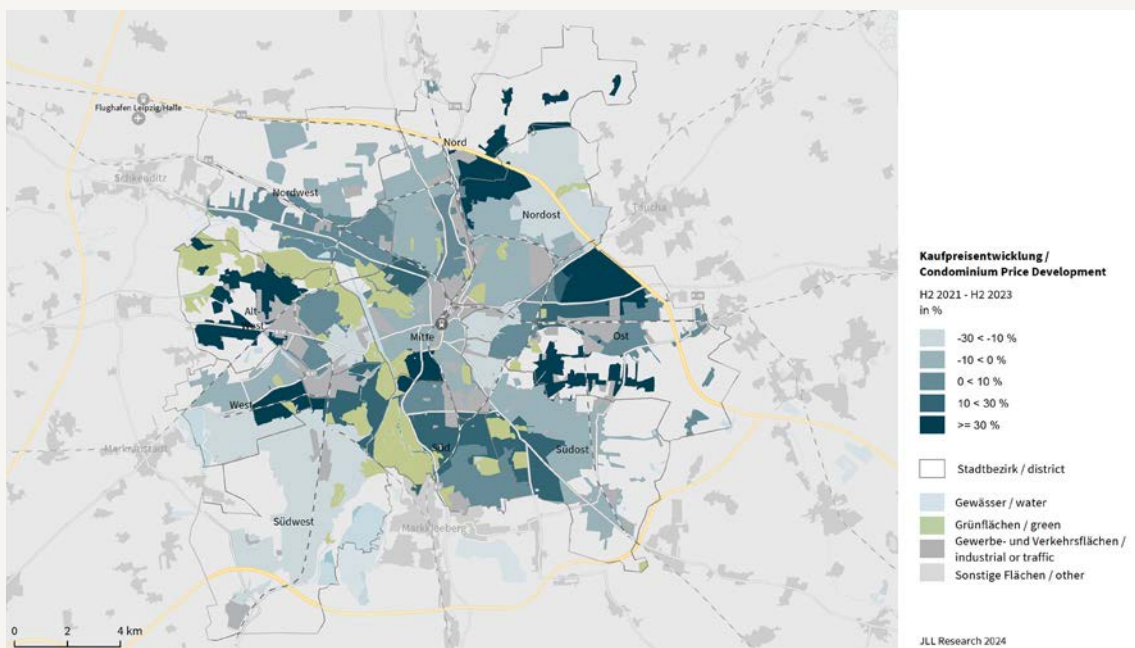 Flughafen Leipzig/Halle
Schkeuditz
Nord
Nordwest
Nordost
Taucha
Alt-
West
Mitte
Ost
West
Markranstädt
Süd
Südost
Südwest
Markkleeberg
0 2 4 km
Kaufpreisentwicklung /
Condominium Price Development
H2 2021 - H2 2023
in %
-30 < -10 %
-10 < 0 %
0 < 10 %
10 < 30 %
>= 30 %
Stadtbezirk / district
Gewässer / water
Grünflächen / green
Gewerbe- und Verkehrsflächen /
industrial or traffic
Sonstige Flächen / other
JLL Research 2024